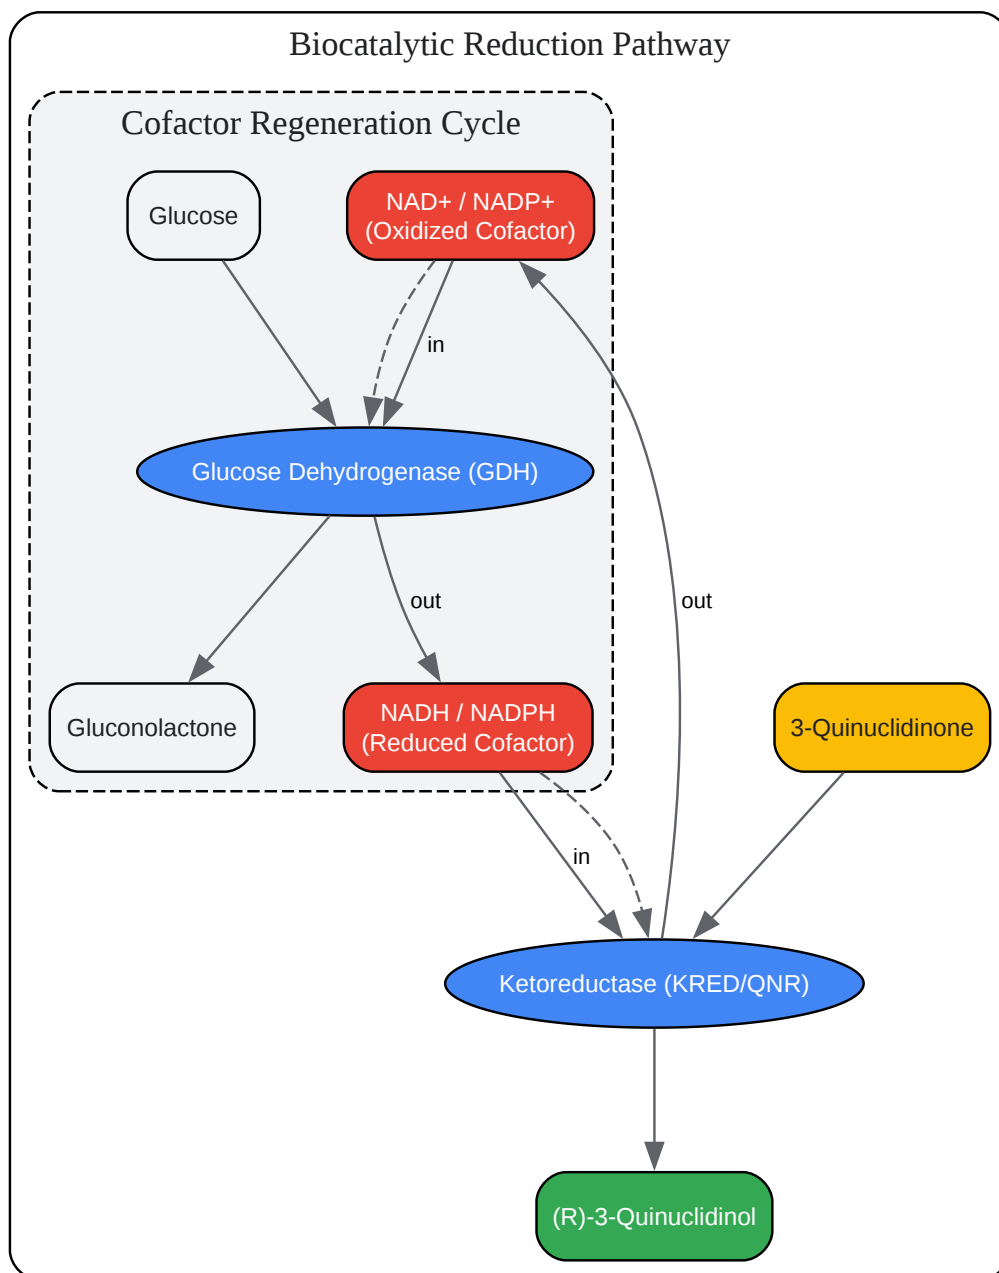 Biocatalytic Reduction Pathway
Cofactor Regeneration Cycle
Glucose
NAD+ / NADP+
(Oxidized Cofactor)
in
Glucose Dehydrogenase (GDH)
out
out
Gluconolactone
NADH / NADPH
(Reduced Cofactor)
3-Quinuclidinone
in
Ketoreductase (KRED/QNR)
(R)-3-Quinuclidinol